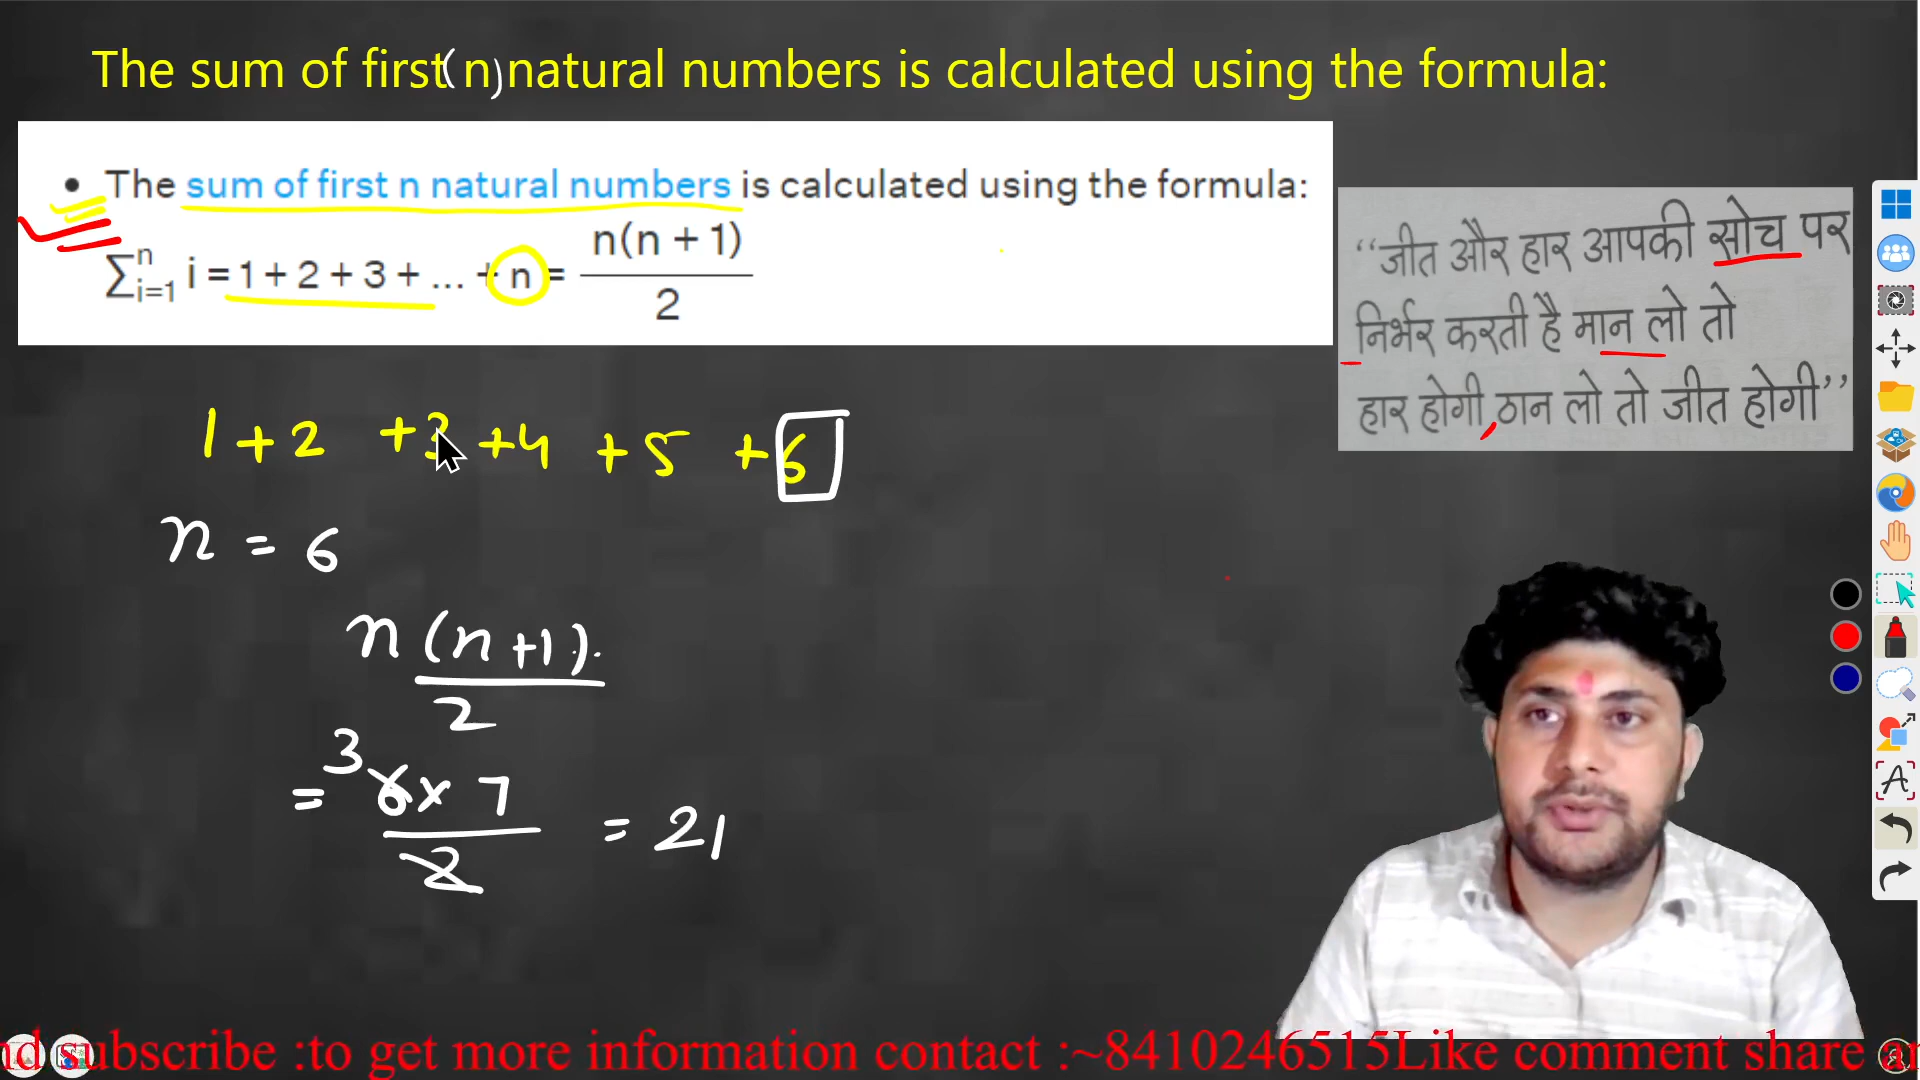 The sum of first (n) natural numbers is calculated using the formula:
• The sum of first n natural numbers is calculated using the formula:
∑ⁿᵢ₌₁ i = 1 + 2 + 3 + ... + n = n(n + 1) / 2
“जीत और हार आपकी सोच पर
निर्भर करती है मान लो तो
हार होगी, ठान लो तो जीत होगी”
1 + 2 + 3 + 4 + 5 + 6
n = 6
n (n+1)
2
= 3 6 x 7
2
= 21
subscribe :to get more information contact :~8410246515Like comment share